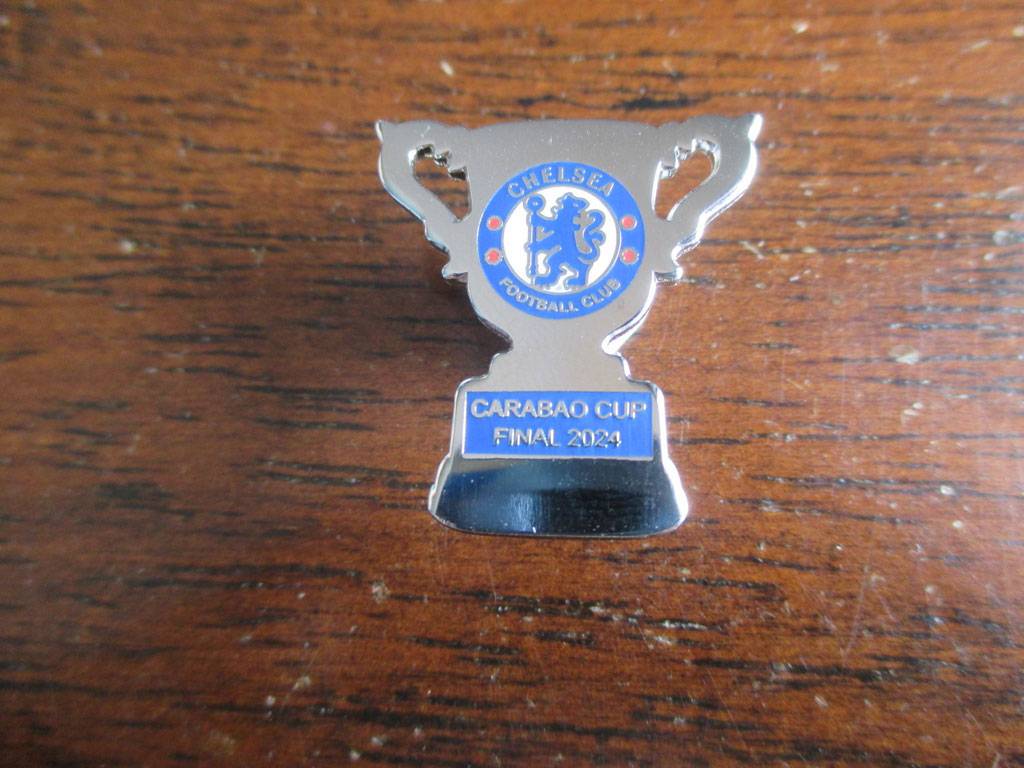 CHELSEA
FOOTBALL CLUB
CARABAO CUP
FINAL 2024